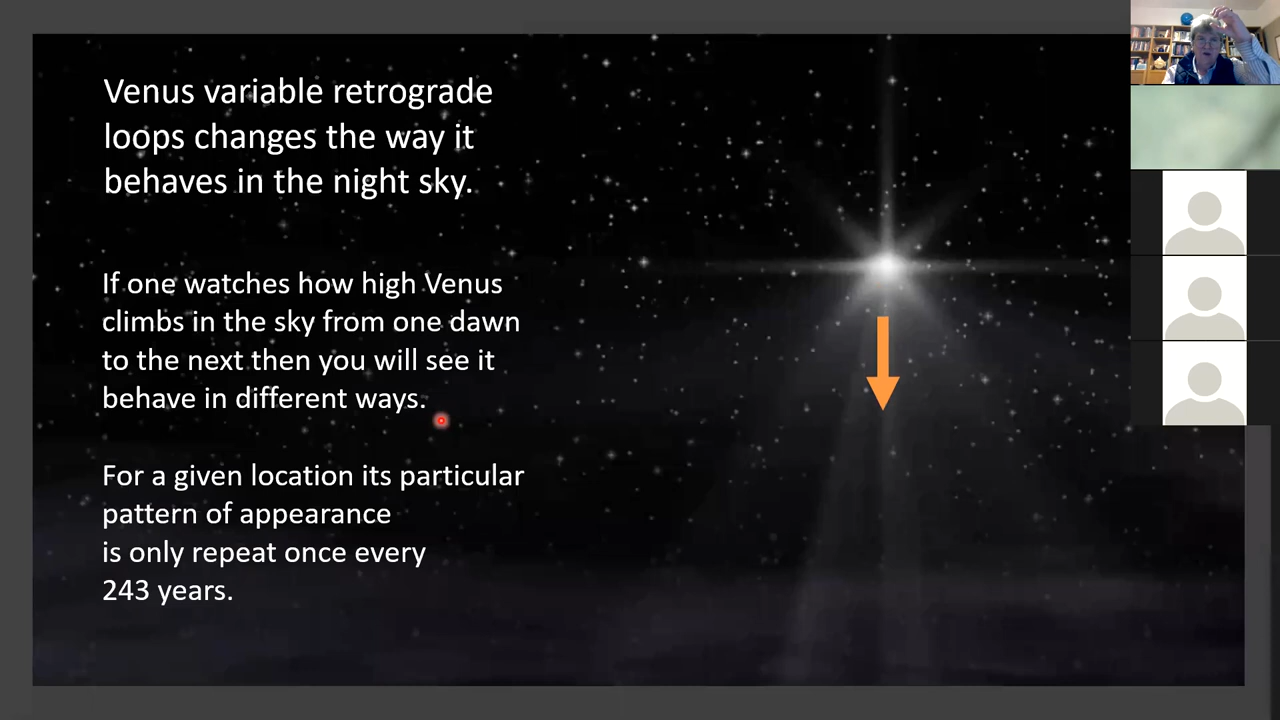 Venus variable retrograde
loops changes the way it
behaves in the night sky.
If one watches how high Venus
climbs in the sky from one dawn
to the next then you will see it
behave in different ways.
For a given location its particular
pattern of appearance
is only repeat once every
243 years.